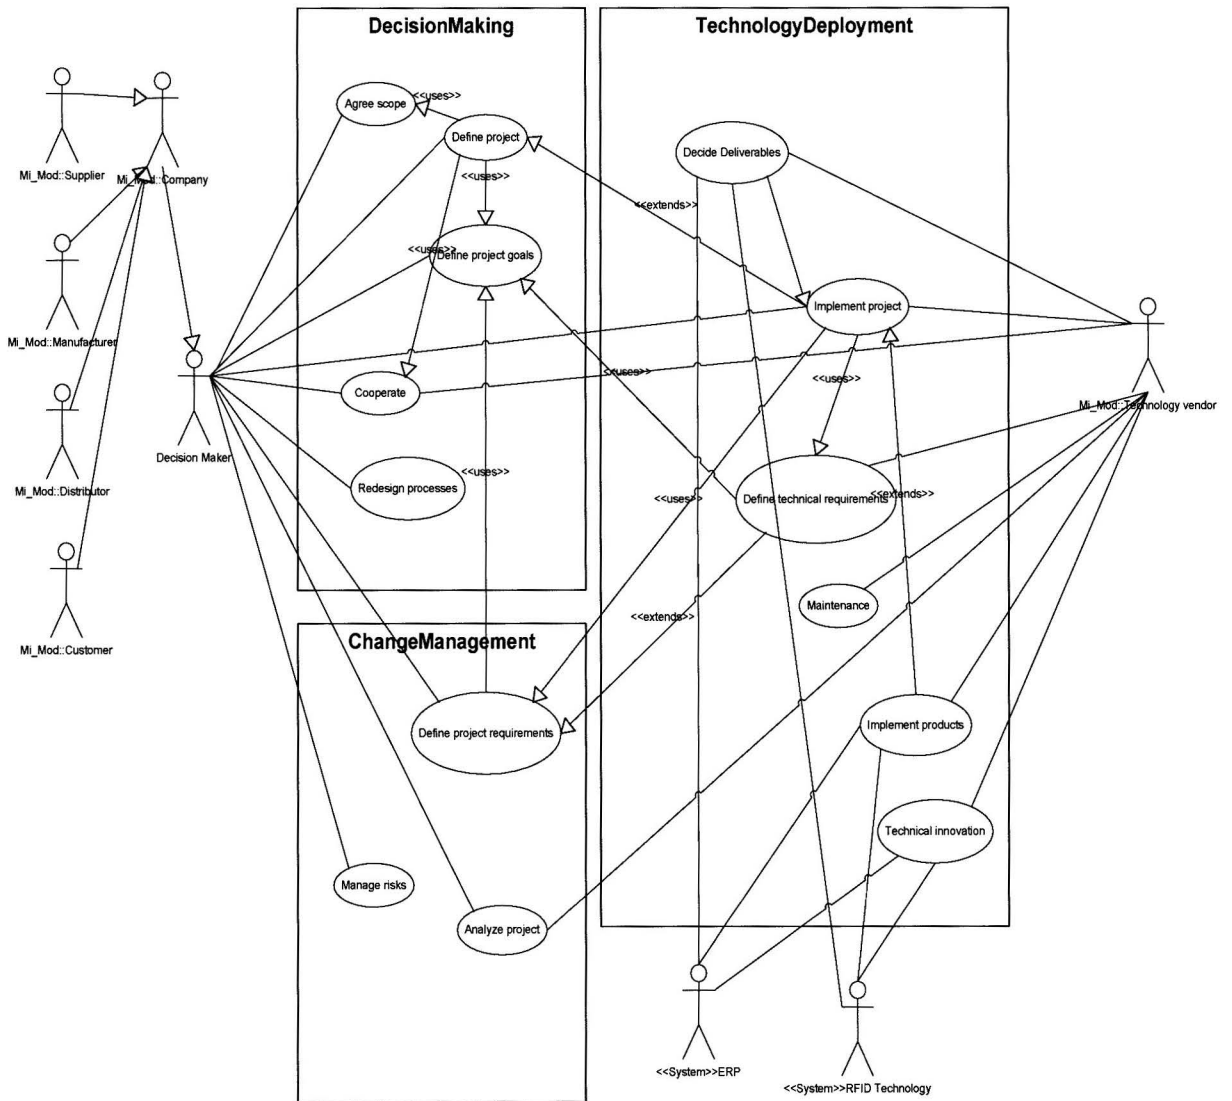 DecisionMaking
TechnologyDeployment
Agree scope
<<uses>>
Define project
Decide Deliverables
Mi_Mod::Supplier
Mi_Mod::Company
<<uses>>
<<extends>>
<<uses>>
Define project goals
Implement project
Mi_Mod::Manufacturer
<<uses>>
<<uses>>
Cooperate
Mi_Mod::Technology vendor
Decision Maker
<<uses>>
Mi_Mod::Distributor
Redesign processes
<<uses>>
Define technical requirements
<<extends>>
Maintenance
<<extends>>
ChangeManagement
Mi_Mod::Customer
Define project requirements
Implement products
Technical innovation
Manage risks
Analyze project
<<System>>ERP
<<System>>RFID Technology